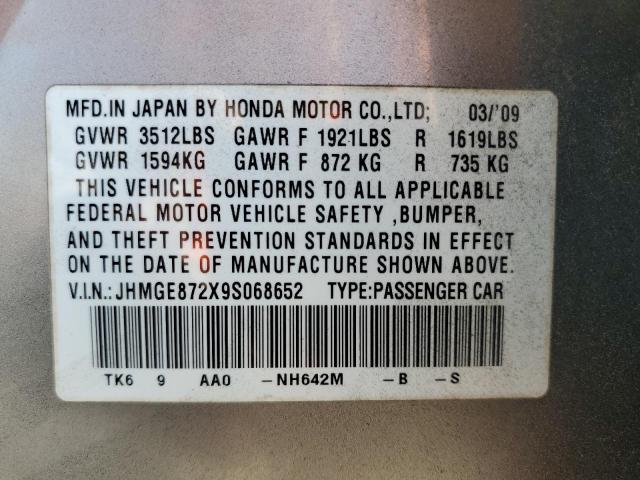 MFD.IN JAPAN BY HONDA MOTOR CO.,LTD; 03/'09
GVWR 3512LBS GAWR F 1921LBS R 1619LBS
GVWR 1594KG GAWR F 872 KG R 735 KG
THIS VEHICLE CONFORMS TO ALL APPLICABLE
FEDERAL MOTOR VEHICLE SAFETY ,BUMPER,
AND THEFT PREVENTION STANDARDS IN EFFECT
ON THE DATE OF MANUFACTURE SHOWN ABOVE.
V.I.N.:JHMGE872X9S068652 TYPE:PASSENGER CAR
TK6 9 AA0 -NH642M -B -S